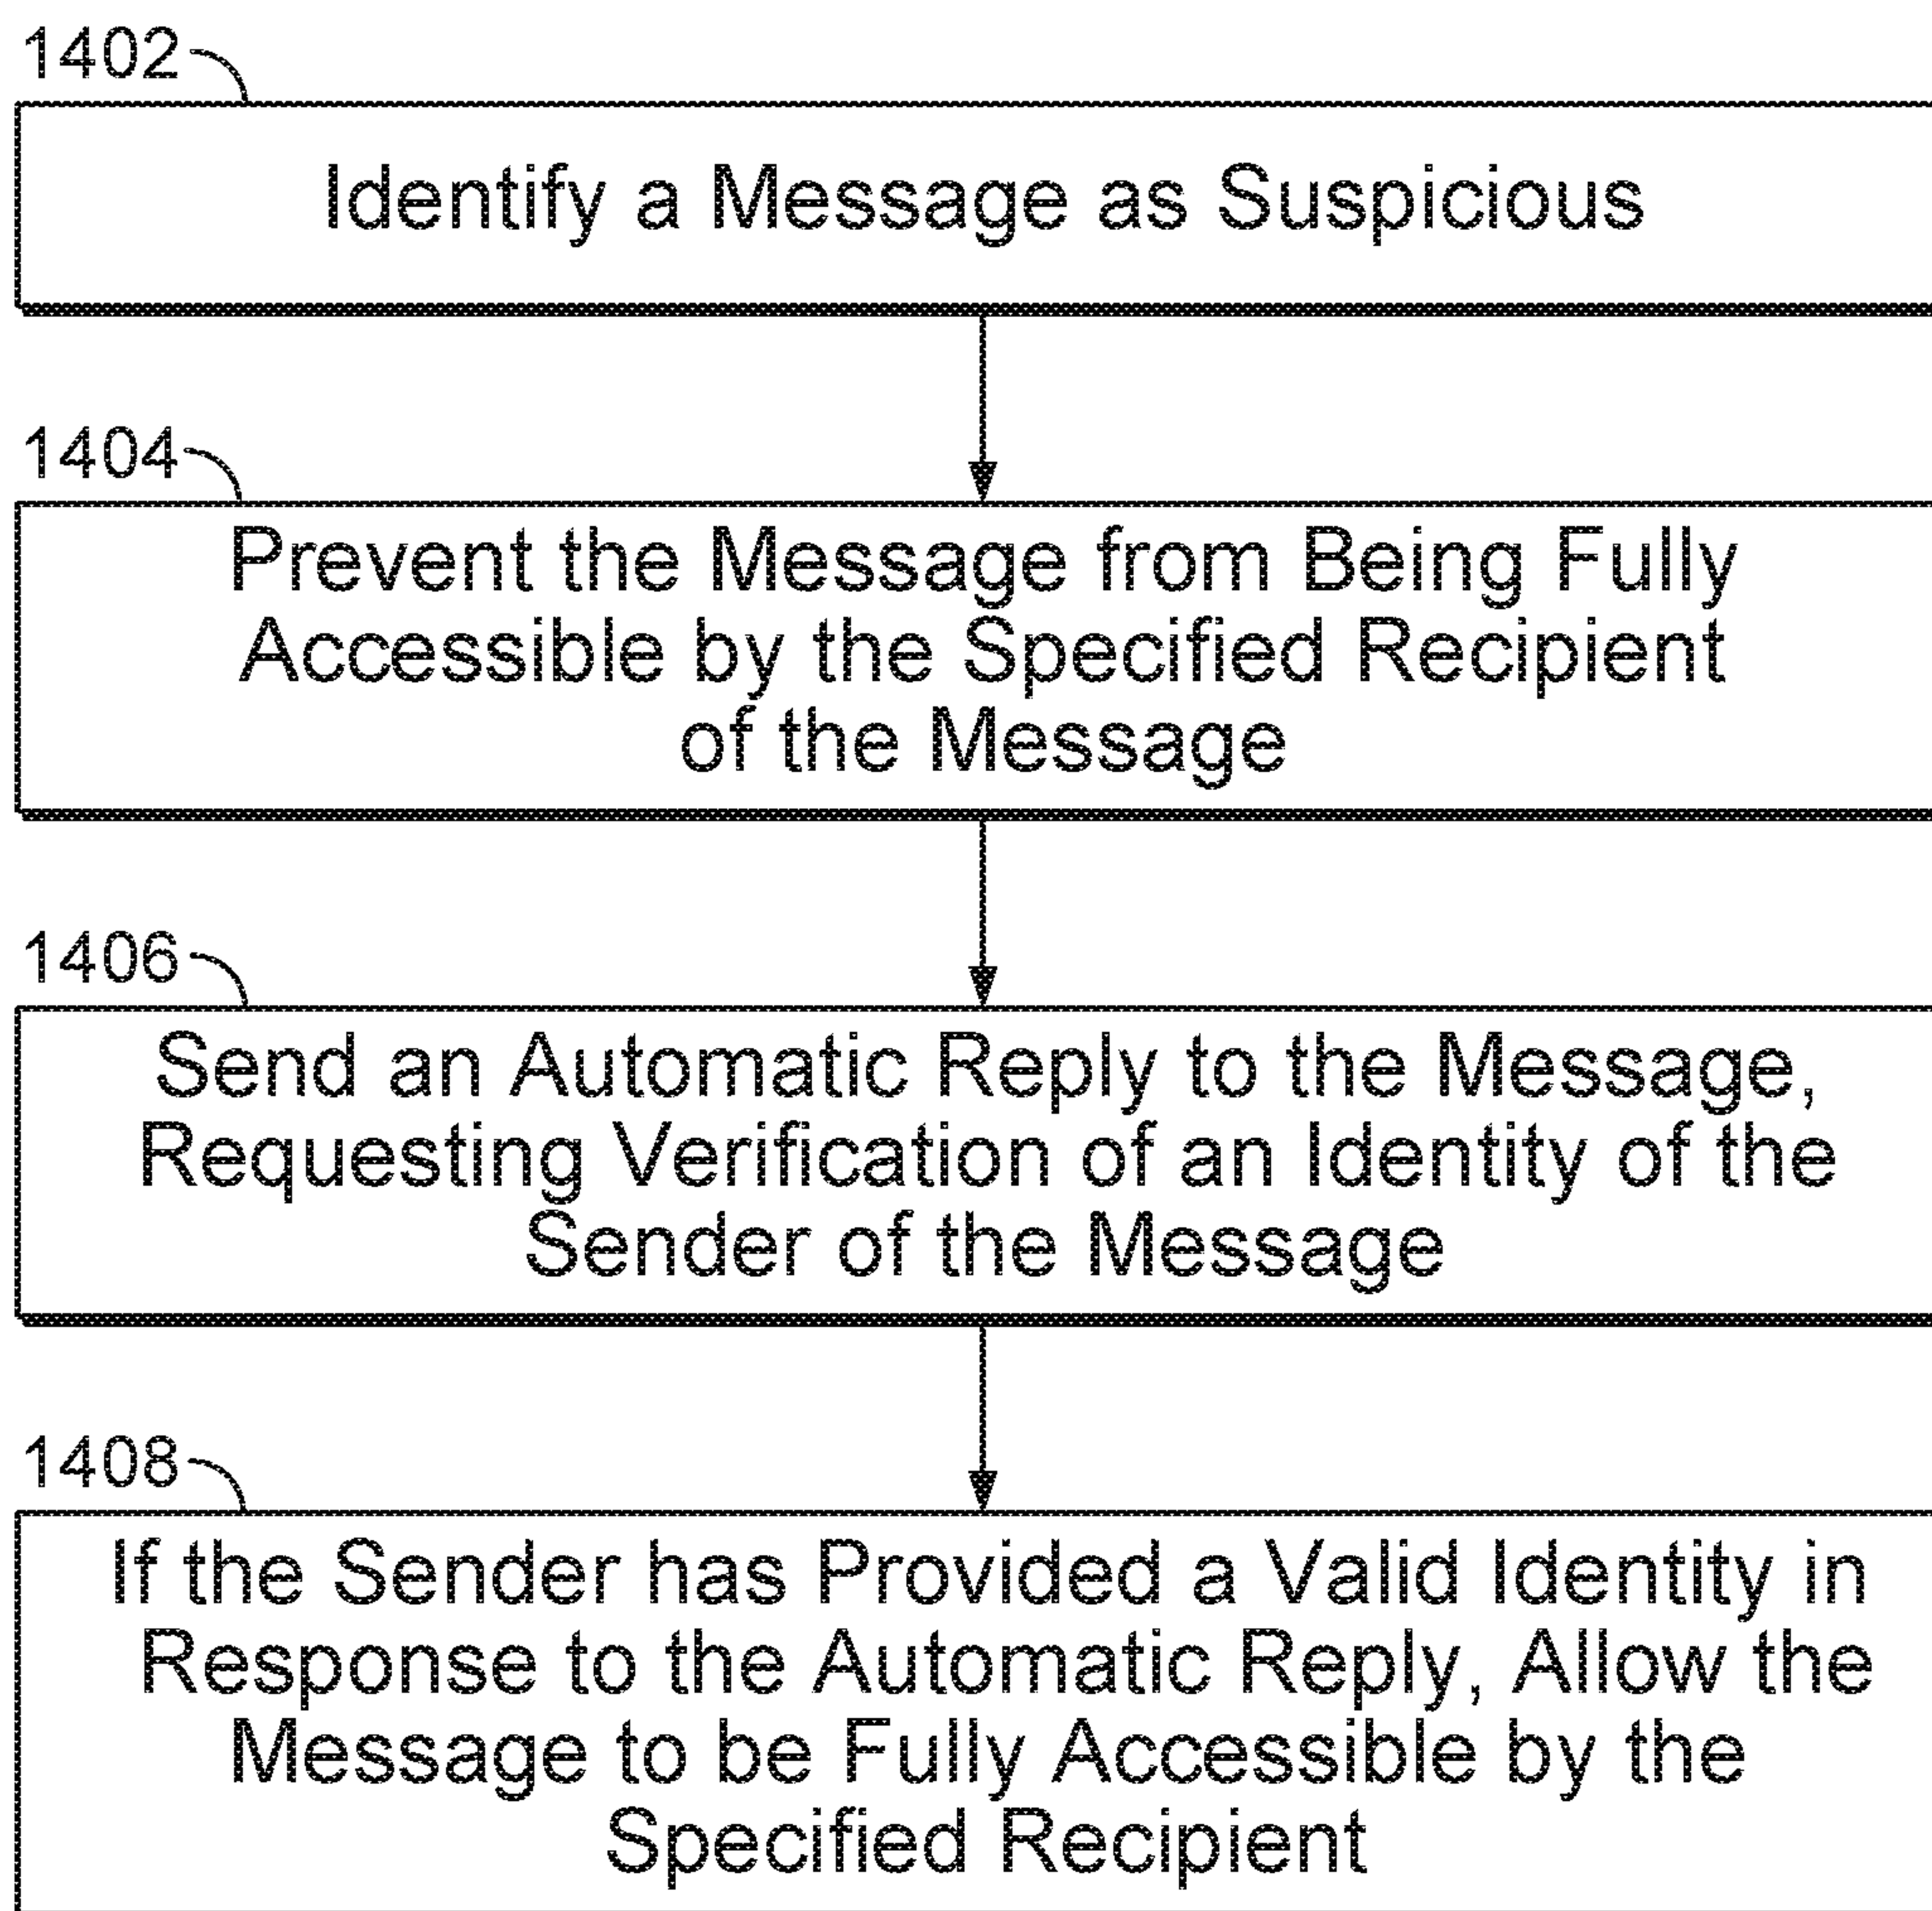 1402
Identify a Message as Suspicious
1404
Prevent the Message from Being Fully
Accessible by the Specified Recipient
of the Message
1406
Send an Automatic Reply to the Message,
Requesting Verification of an Identity of the
Sender of the Message
1408
If the Sender has Provided a Valid Identity in
Response to the Automatic Reply, Allow the
Message to be Fully Accessible by the
Specified Recipient